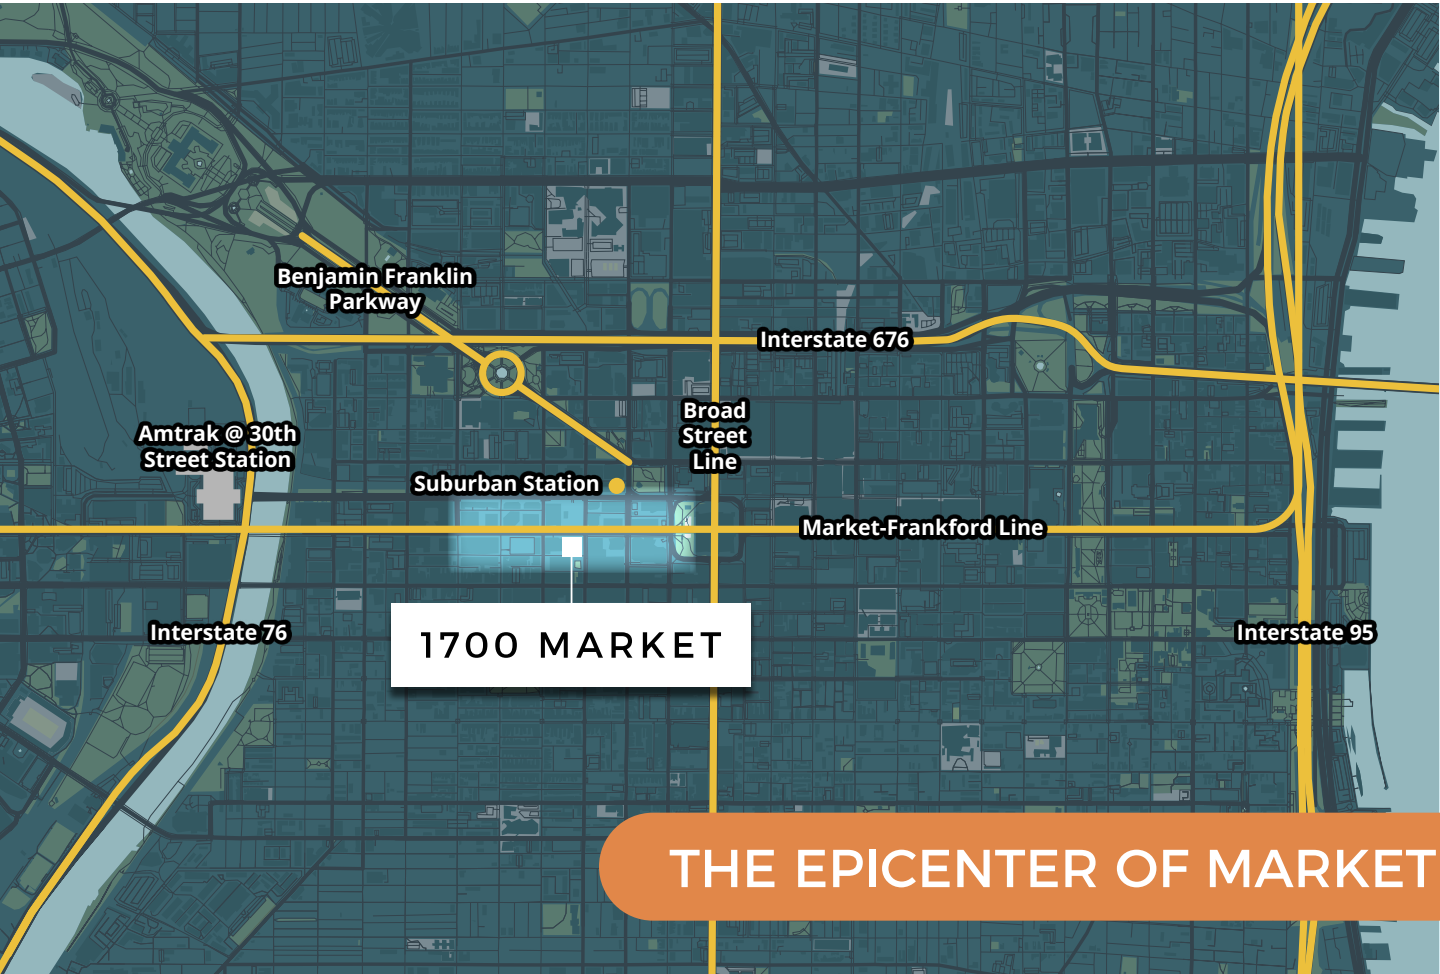 Benjamin Franklin
Parkway
Interstate 676
Broad
Street
Line
Amtrak @ 30th
Street Station
Suburban Station
Market-Frankford Line
Interstate 76
1700 MARKET
Interstate 95
THE EPICENTER OF MARKET